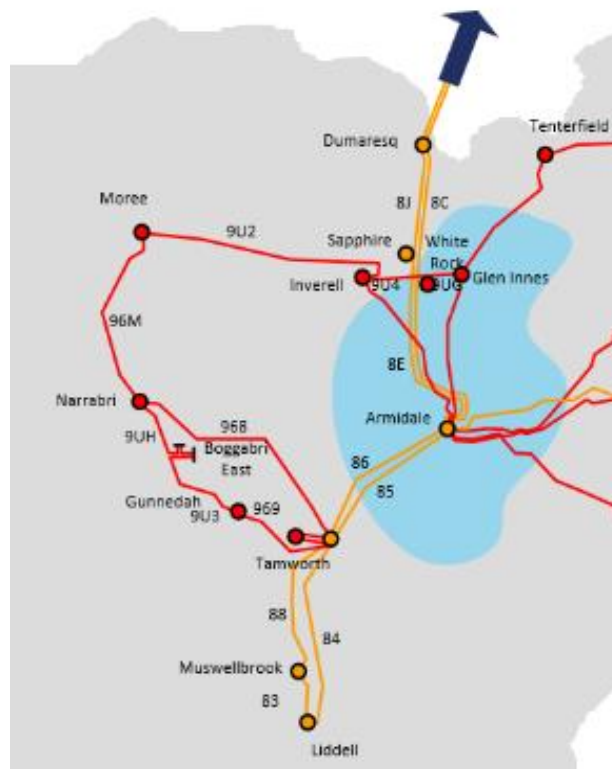 Dumaresq
Tenterfield
8J
8C
Moree
9U2
Sapphire
White
Rock
Inverell
9U4
9UG
Glen Innes
96M
8E
Narrabri
Armidale
968
9UH
Boggabri
East
86
85
Gunnedah
969
9U3
Tamworth
88
84
Muswellbrook
83
Liddell